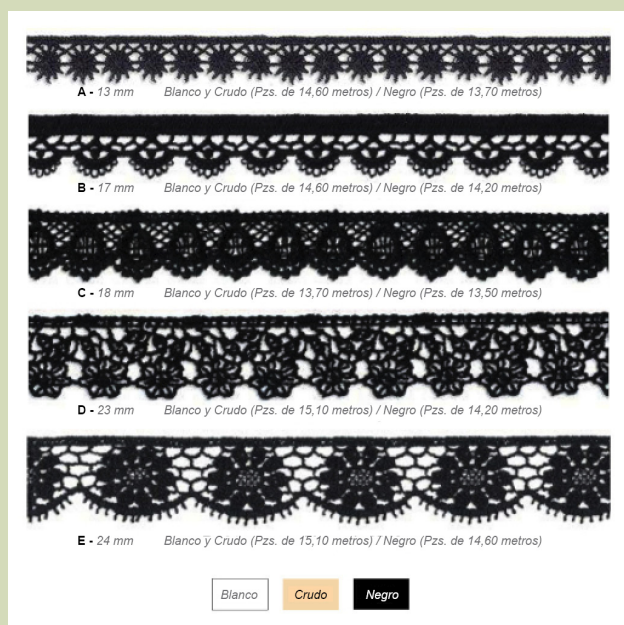 A - 13 mm Blanco y Crudo (Pzs. de 14,60 metros) / Negro (Pzs. de 13,70 metros)
B - 17 mm Blanco y Crudo (Pzs. de 14,60 metros) / Negro (Pzs. de 14,20 metros)
C - 18 mm Blanco y Crudo (Pzs. de 13,70 metros) / Negro (Pzs. de 13,50 metros)
D - 23 mm Blanco y Crudo (Pzs. de 15,10 metros) / Negro (Pzs. de 14,20 metros)
E - 24 mm Blanco y Crudo (Pzs. de 15,10 metros) / Negro (Pzs. de 14,60 metros)
Blanco Crudo Negro